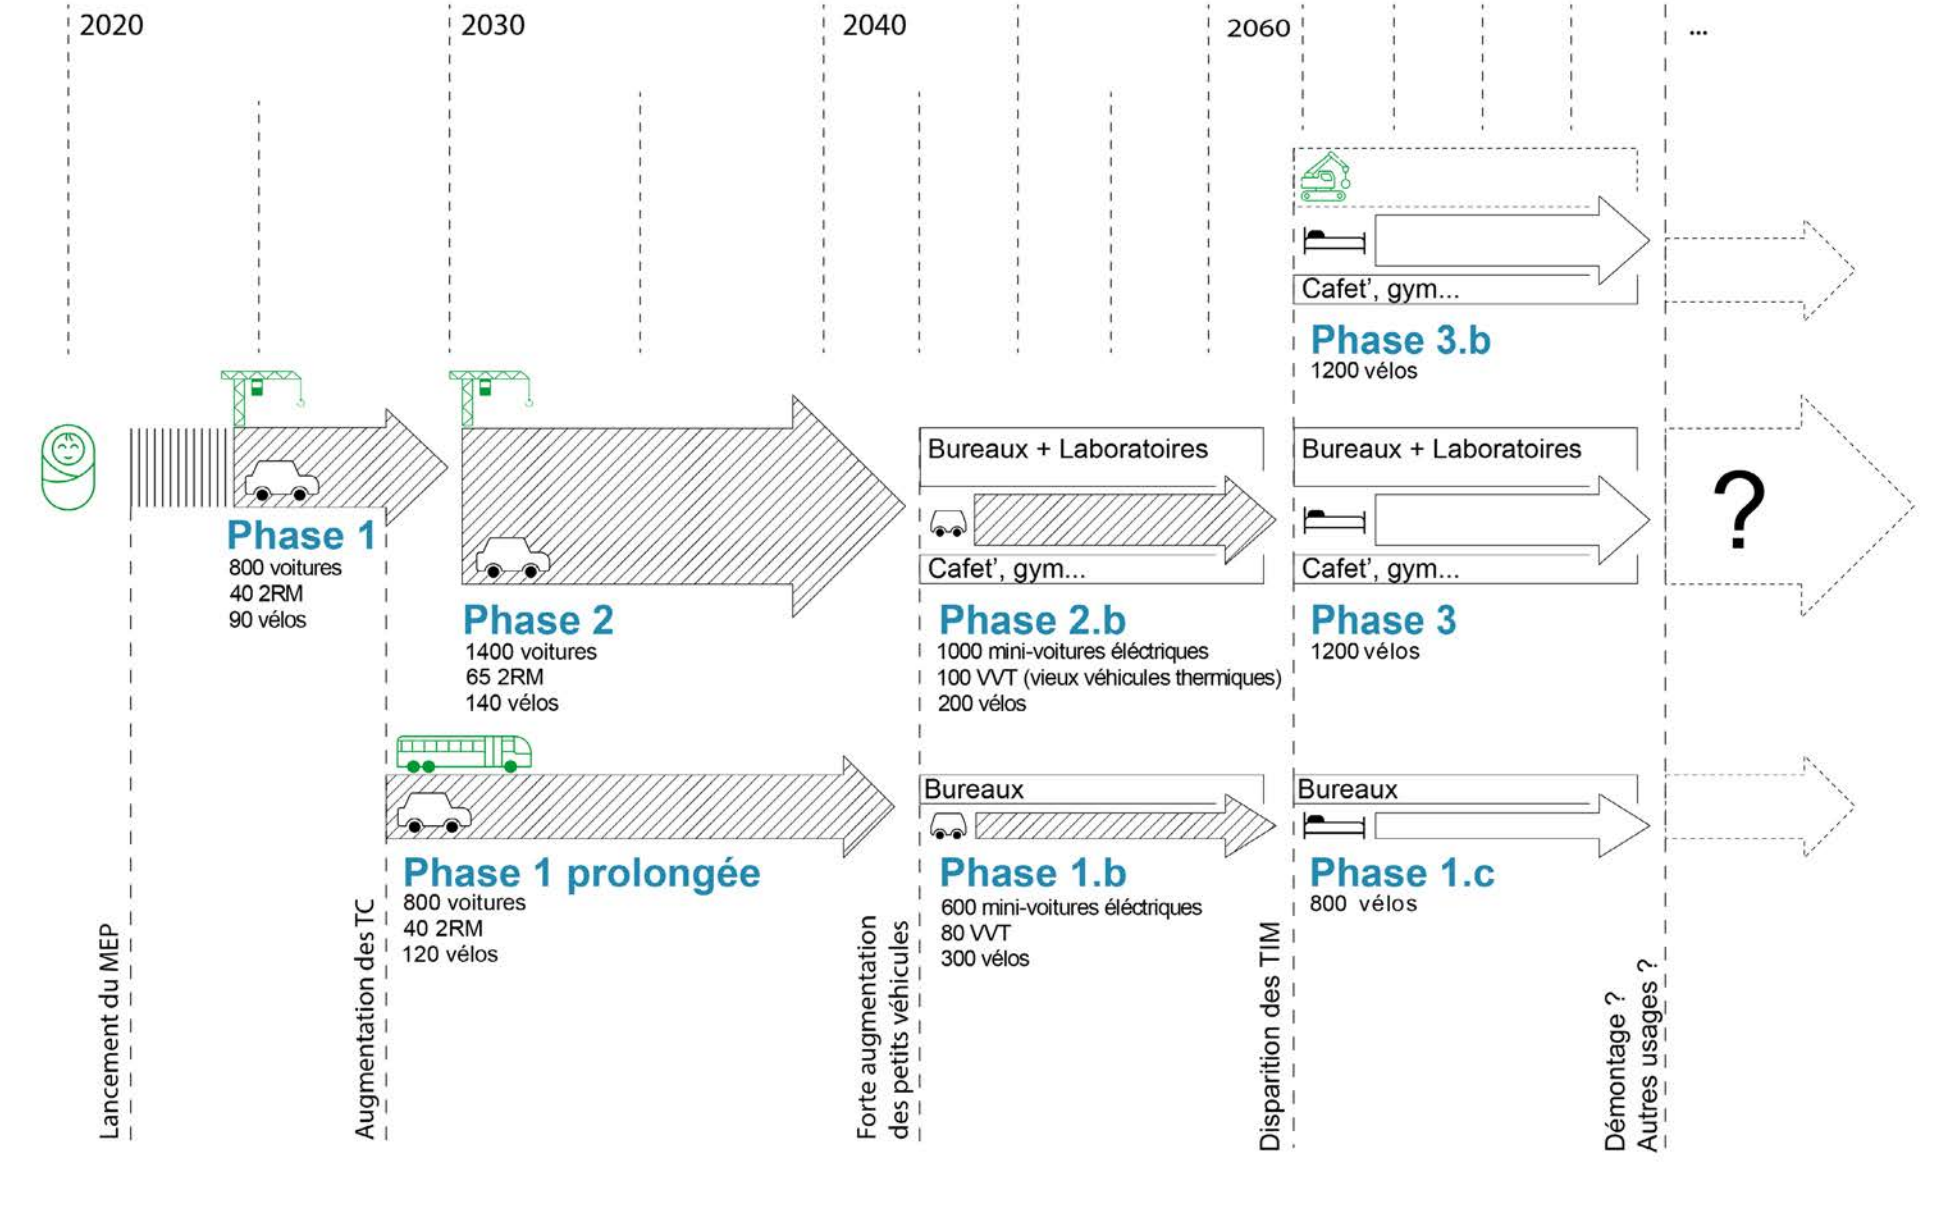 2020
2030
2040
2060
...
Cafet’, gym...
Phase 3.b
1200 vélos
Phase 1
800 voitures
40 2RM
90 vélos
Phase 2
1400 voitures
65 2RM
140 vélos
Bureaux + Laboratoires
Cafet’, gym...
Phase 2.b
1000 mini-voitures éléctriques
100 VVT (vieux véhicules thermiques)
200 vélos
Bureaux + Laboratoires
Cafet’, gym...
Phase 3
1200 vélos
?
Phase 1 prolongée
800 voitures
40 2RM
120 vélos
Bureaux
Phase 1.b
600 mini-voitures éléctriques
80 VVT
300 vélos
Bureaux
Phase 1.c
800 vélos
Lancement du MEP
Augmentation des TC
Forte augmentation
des petits véhicules
Disparition des TIM
Démontage ?
Autres usages ?